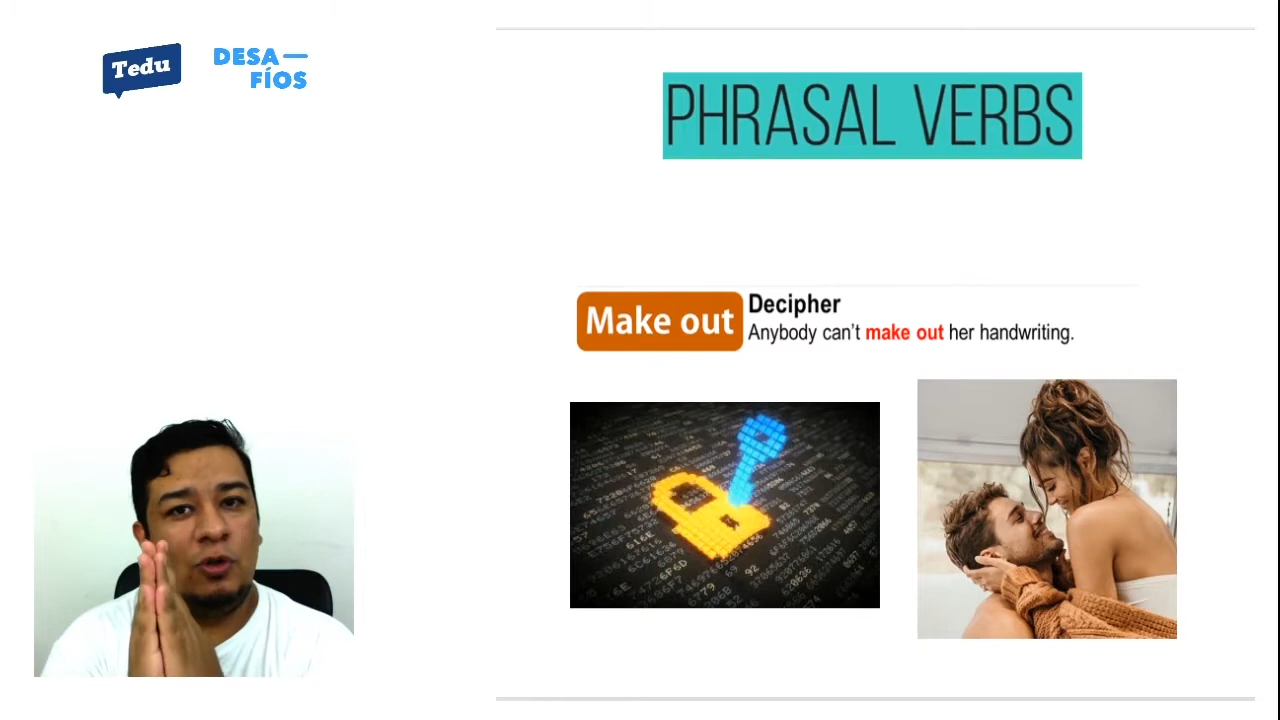 Tedu
DESA—
FÍOS
PHRASAL VERBS
Make out
Decipher
Anybody can't make out her handwriting.